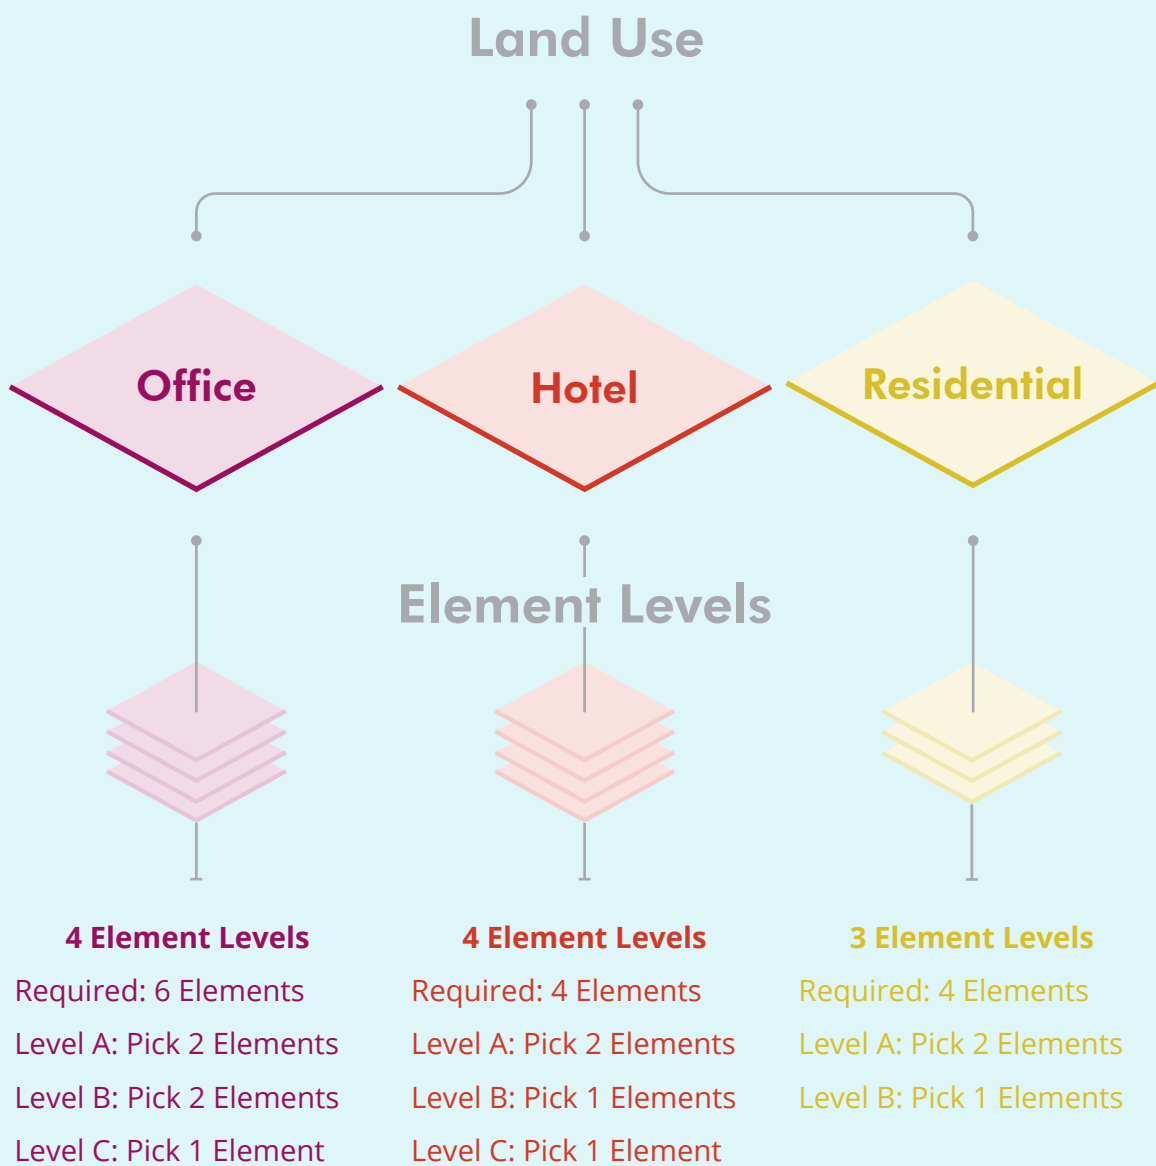 Land Use
Office
Hotel
Residential
Element Levels
4 Element Levels
Required: 6 Elements
Level A: Pick 2 Elements
Level B: Pick 2 Elements
Level C: Pick 1 Element
4 Element Levels
Required: 4 Elements
Level A: Pick 2 Elements
Level B: Pick 1 Elements
Level C: Pick 1 Element
3 Element Levels
Required: 4 Elements
Level A: Pick 2 Elements
Level B: Pick 1 Elements